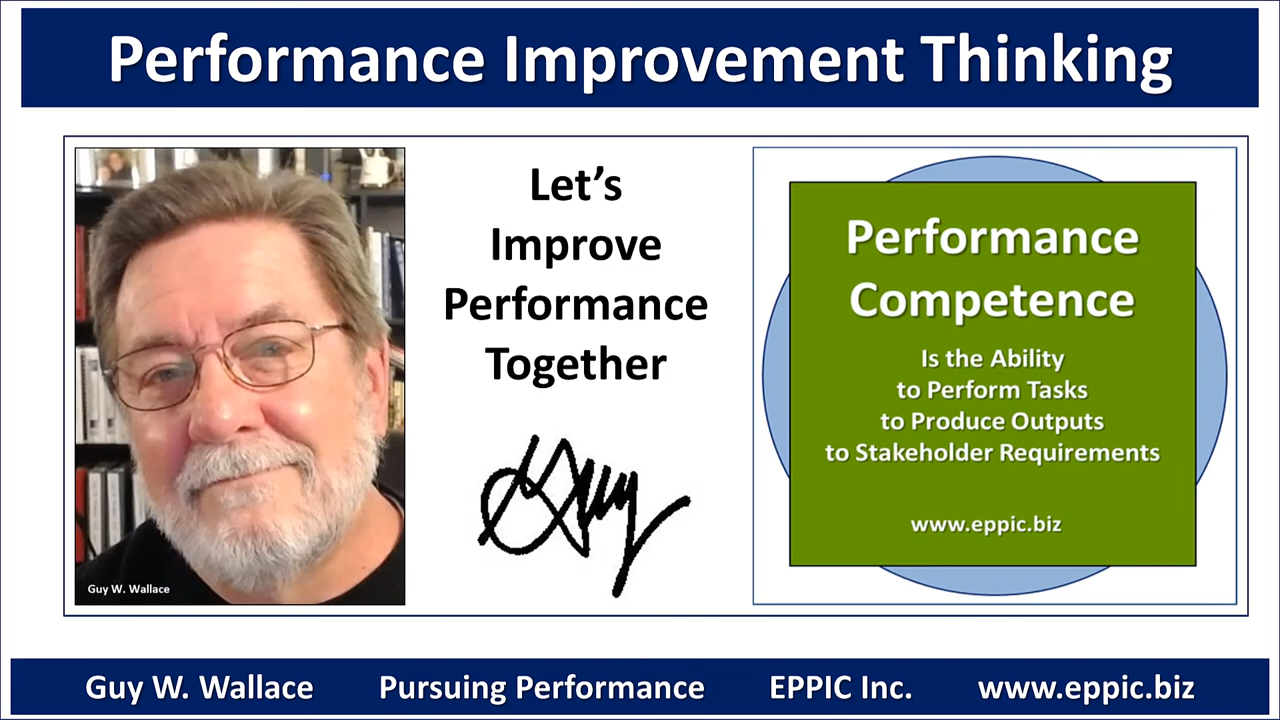 Performance Improvement Thinking
Guy W. Wallace
Let's
Improve
Performance
Together
Guy
Performance
Competence
Is the Ability
to Perform Tasks
to Produce Outputs
to Stakeholder Requirements
www.eppic.biz
Guy W. Wallace Pursuing Performance EPPIC Inc. www.eppic.biz